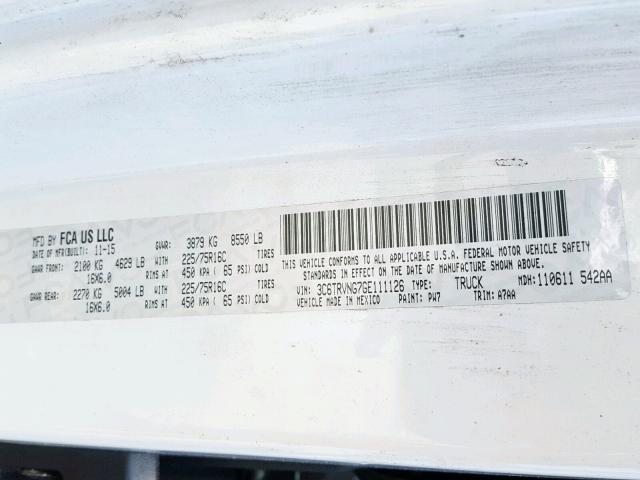 MFD BY FCA US LLC
DATE OF MFR(BUILT): 11-15 GVWR 3879 KG 8550 LB
GAWR FRONT: 2100 KG 4629 LB WITH 225/75R16C TIRES
16X6.0 RIMS AT 450 KPA ( 65 PSI) COLD
GAWR REAR: 2270 KG 5004 LB WITH 225/75R16C TIRES
16X6.0 RIMS AT 450 KPA ( 65 PSI) COLD
THIS VEHICLE CONFORMS TO ALL APPLICABLE U.S.A. FEDERAL MOTOR VEHICLE SAFETY
STANDARDS IN EFFECT ON THE DATE OF MANUFACTURE SHOWN ABOVE.
VIN: 3C6TRVNG7GE111126 TYPE: TRUCK MDH: 110611 542AA
VEHICLE MADE IN MEXICO PAINT: PW7 TRIM: A7AA